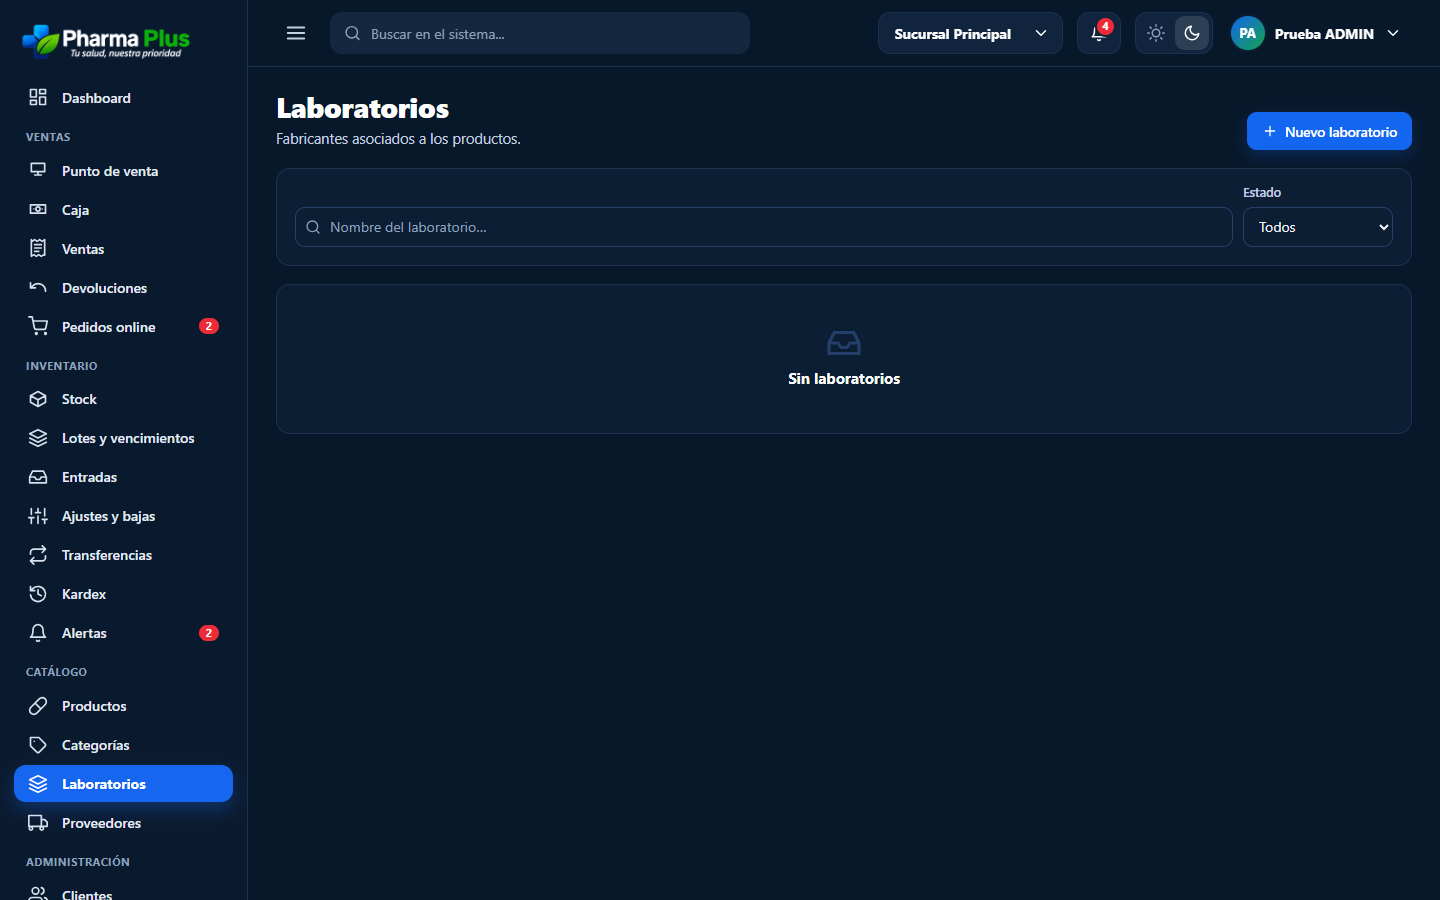 Pharma Plus
Tu salud, nuestra prioridad
Buscar en el sistema...
Sucursal Principal
4
PA
Prueba ADMIN
Dashboard
VENTAS
Punto de venta
Caja
Ventas
Devoluciones
Pedidos online
2
INVENTARIO
Stock
Lotes y vencimientos
Entradas
Ajustes y bajas
Transferencias
Kardex
Alertas
2
CATÁLOGO
Productos
Categorías
Laboratorios
Proveedores
ADMINISTRACIÓN
Clientes
Laboratorios
Fabricantes asociados a los productos.
Nuevo laboratorio
Estado
Nombre del laboratorio...
Todos
Sin laboratorios